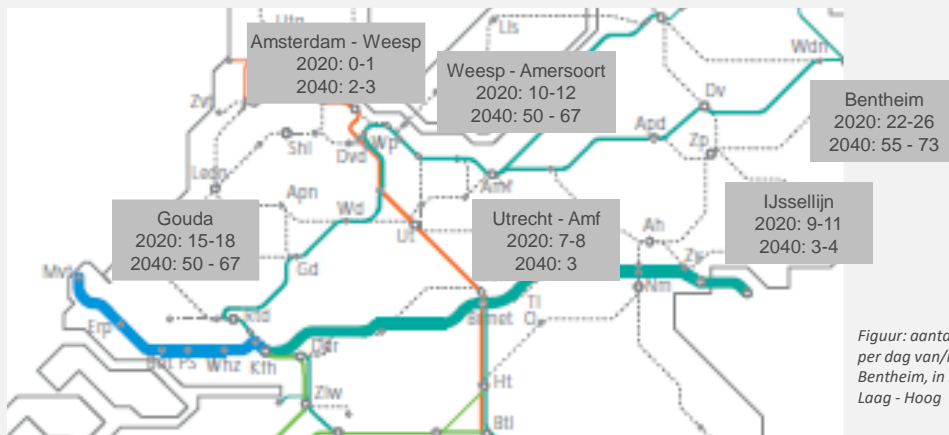 Utg
Lls
Amsterdam - Weesp
2020: 0-1
2040: 2-3
Wdn
Weesp - Amersoort
2020: 10-12
2040: 50 - 67
Zvt
Dv
Bentheim
2020: 22-26
2040: 55 - 73
Apd
Shl
Dvd
Wp
Zp
Ledn
Amf
Apn
Wd
IJssellijn
2020: 9-11
2040: 3-4
Gouda
2020: 15-18
2040: 50 - 67
Utrecht - Amf
2020: 7-8
2040: 3
Ut
Ah
Mvt
Gd
Nm
Erp
Tl
Ps
Whz
Kfh
Zlw
Ht
Btl
Figuur: aanta
per dag van/
Bentheim, in
Laag - Hoog